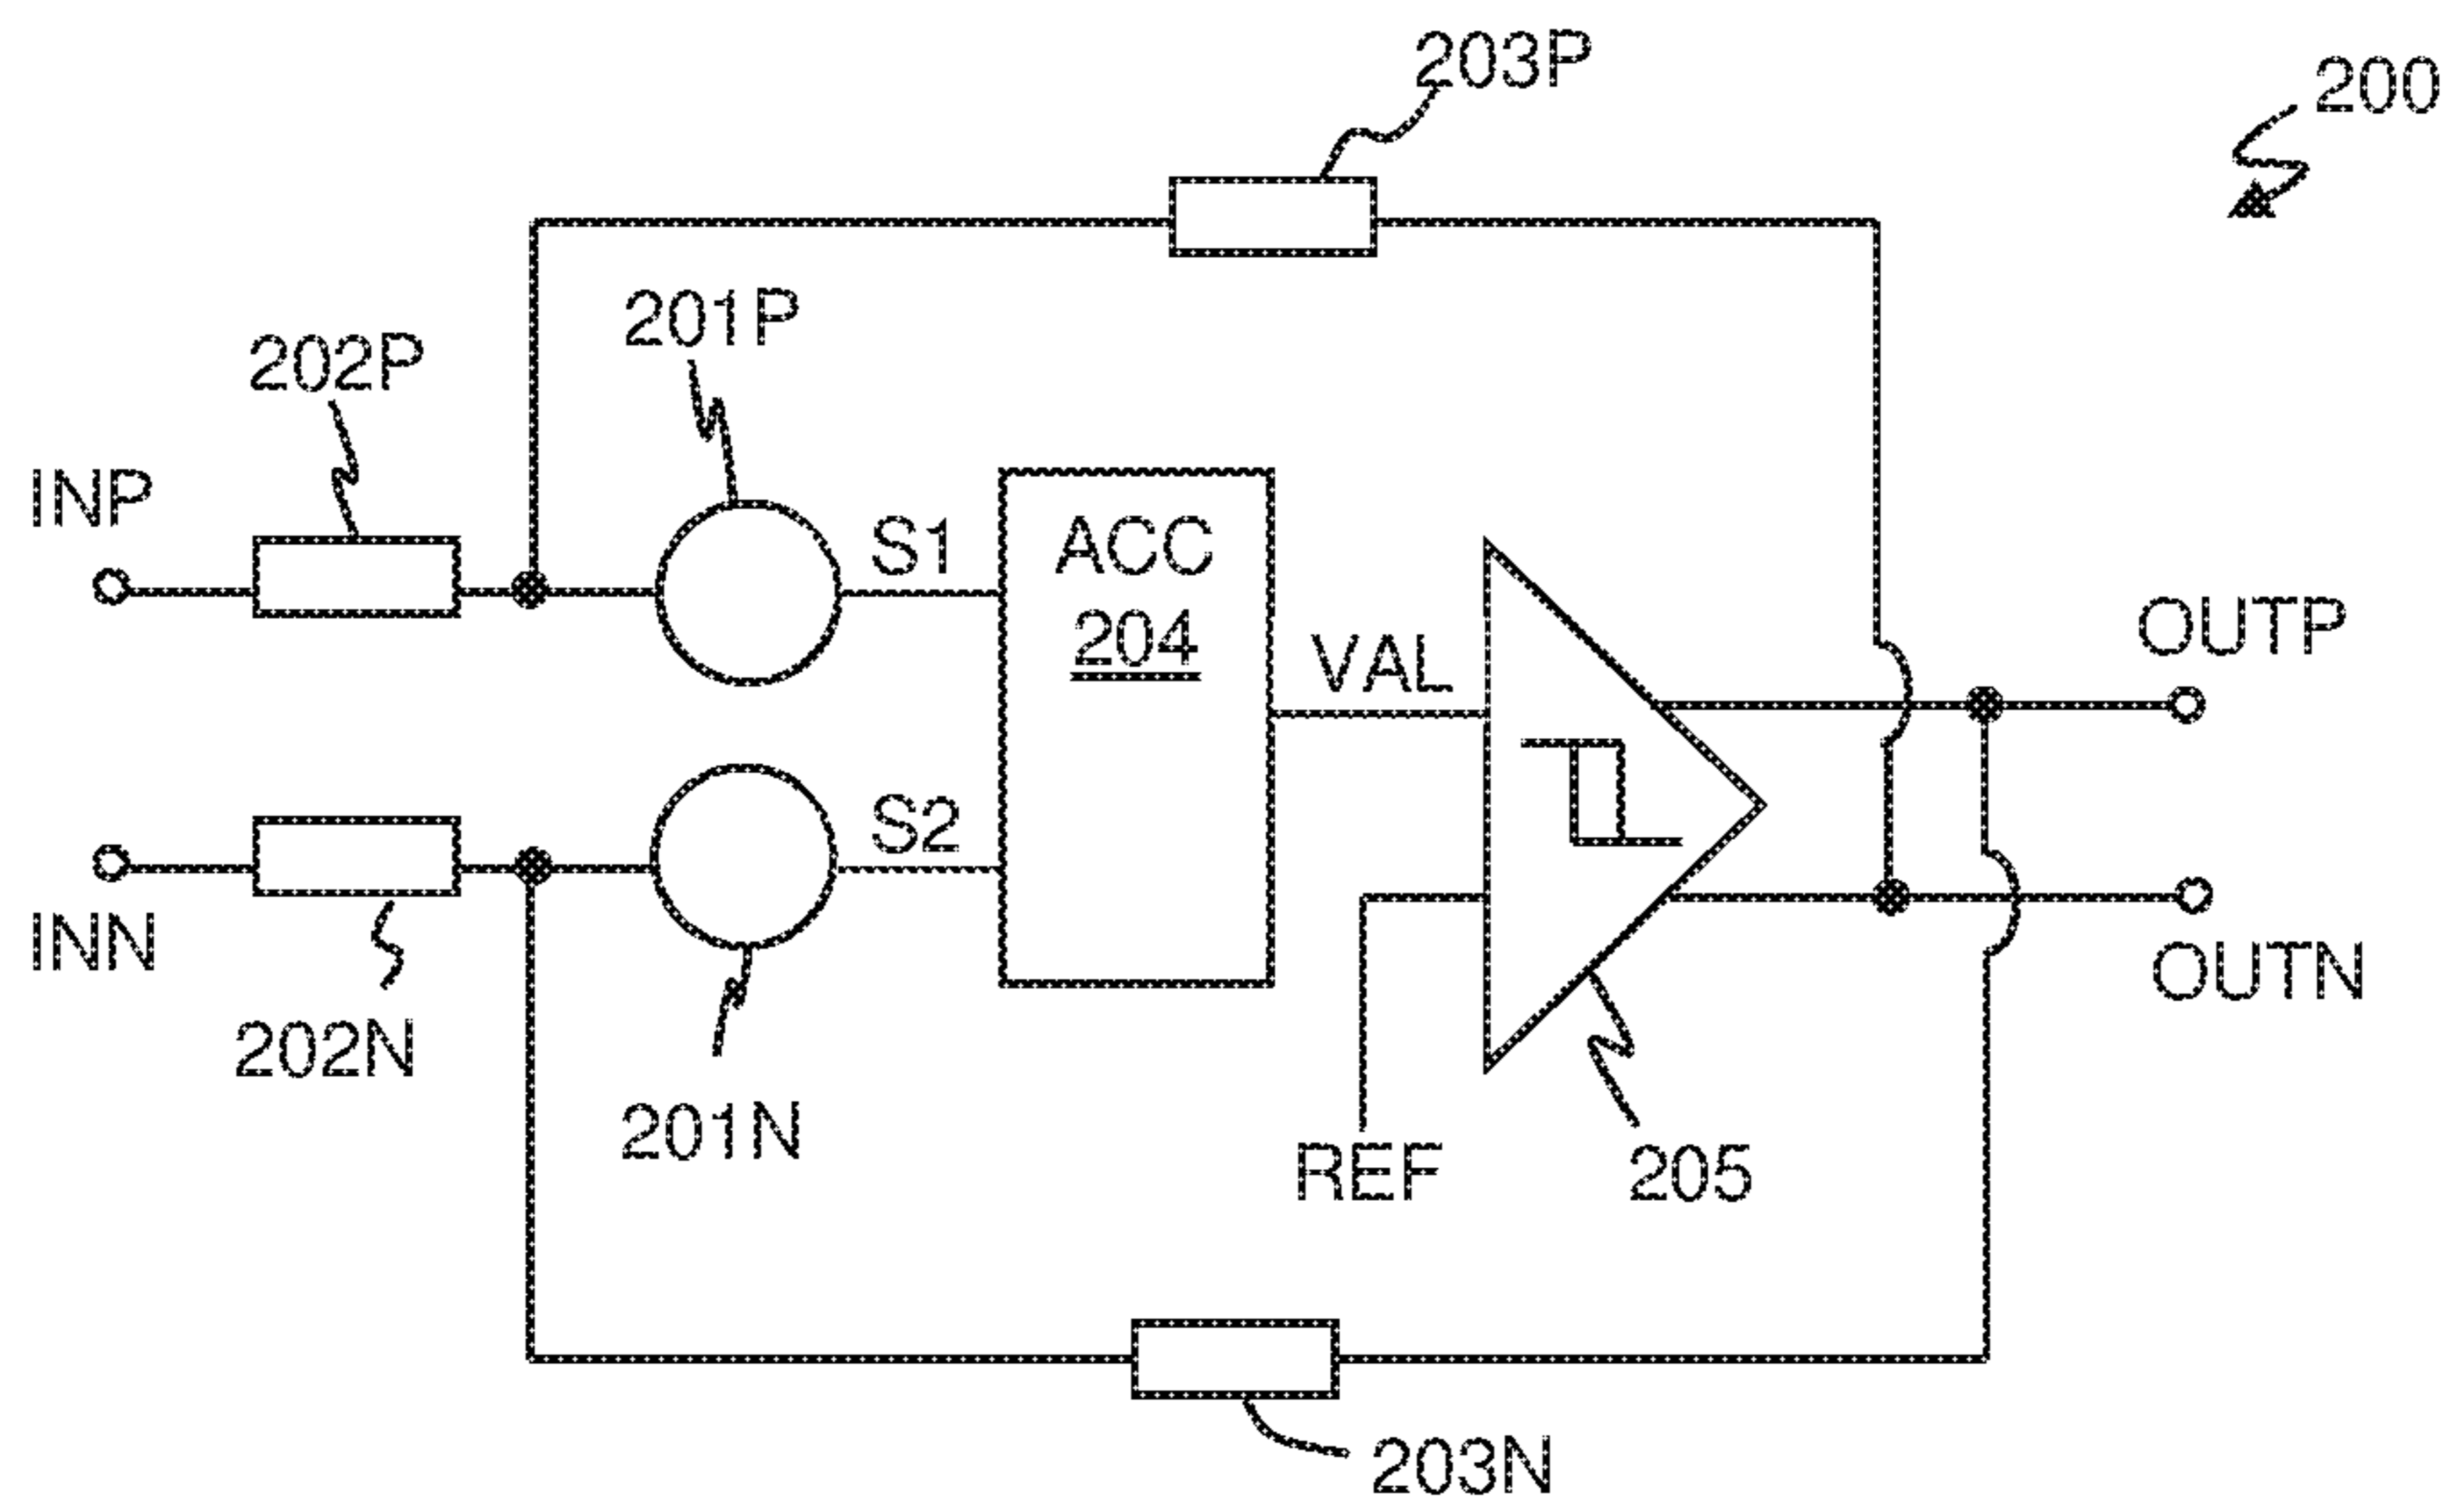 203P
200
201P
202P
INP
S1
ACC
204
OUTP
VAL
S2
INN
OUTN
202N
201N
REF
205
203N